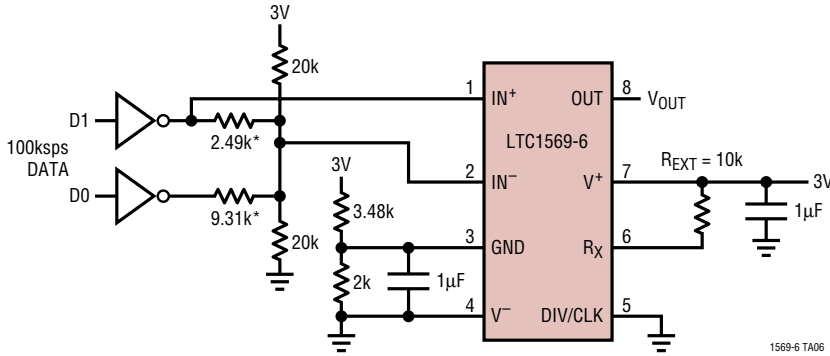 3V
20k
1
IN+
OUT
8
VOUT
D1
2.49k*
100ksps
DATA
LTC1569-6
3V
REXT = 10k
2
IN−
V+
7
3V
D0
9.31k*
3.48k
1µF
20k
3
GND
RX
6
2k
1µF
4
V−
DIV/CLK
5
1569-6 TA06